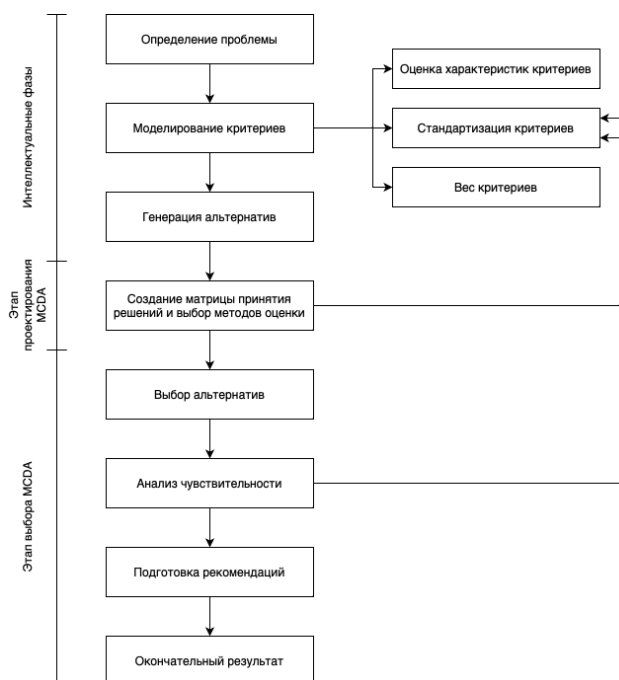 Интеллектуальные фазы
Определение проблемы
Моделирование критериев
Генерация альтернатив
Оценка характеристик критериев
Стандартизация критериев
Вес критериев
Этап
проектирования
MCDA
Создание матрицы принятия
решений и выбор методов оценки
Этап выбора MCDA
Выбор альтернатив
Анализ чувствительности
Подготовка рекомендаций
Окончательный результат